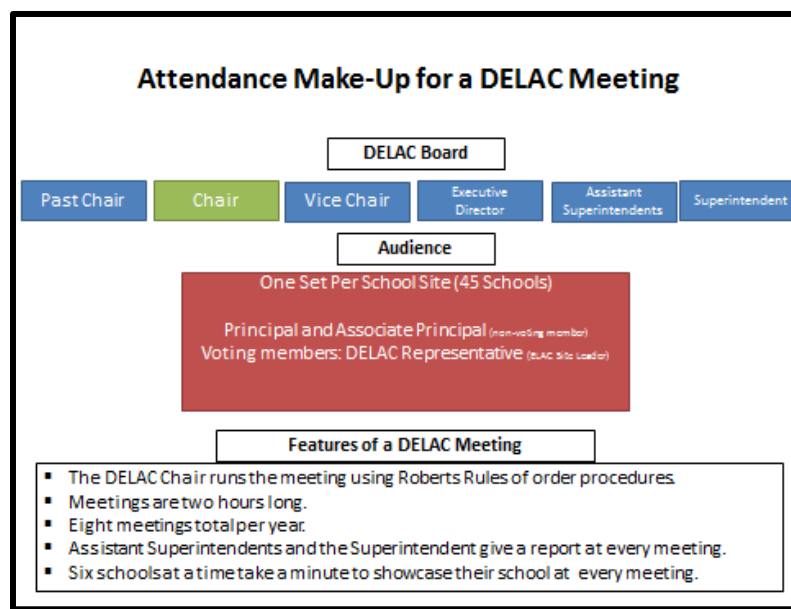 Attendance Make-Up for a DELAC Meeting
DELAC Board
Past Chair
Chair
Vice Chair
Executive
Director
Assistant
Superintendents
Superintendent
Audience
One Set Per School Site (45 Schools)
Principal and Associate Principal (non-voting member)
Voting members: DELAC Representative (ELAC Site Leader)
Features of a DELAC Meeting
▪ The DELAC Chair runs the meeting using Roberts Rules of order procedures.
▪ Meetings are two hours long.
▪ Eight meetings total per year.
▪ Assistant Superintendents and the Superintendent give a report at every meeting.
▪ Six schools at a time take a minute to showcase their school at every meeting.